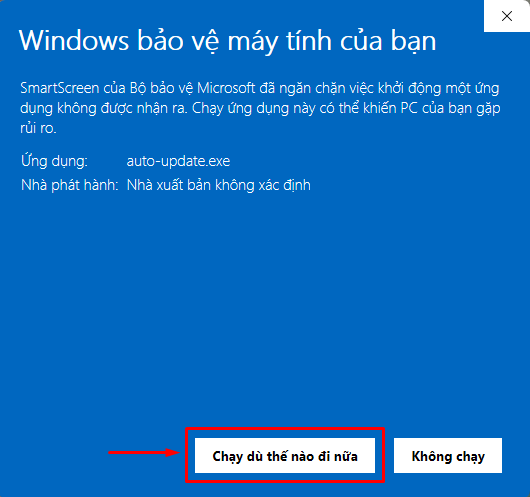 Windows bảo vệ máy tính của bạn
SmartScreen của Bộ bảo vệ Microsoft đã ngăn chặn việc khởi động một ứng
dụng không được nhận ra. Chạy ứng dụng này có thể khiến PC của bạn gặp
rủi ro.
Ứng dụng: auto-update.exe
Nhà phát hành: Nhà xuất bản không xác định
Chạy dù thế nào đi nữa Không chạy